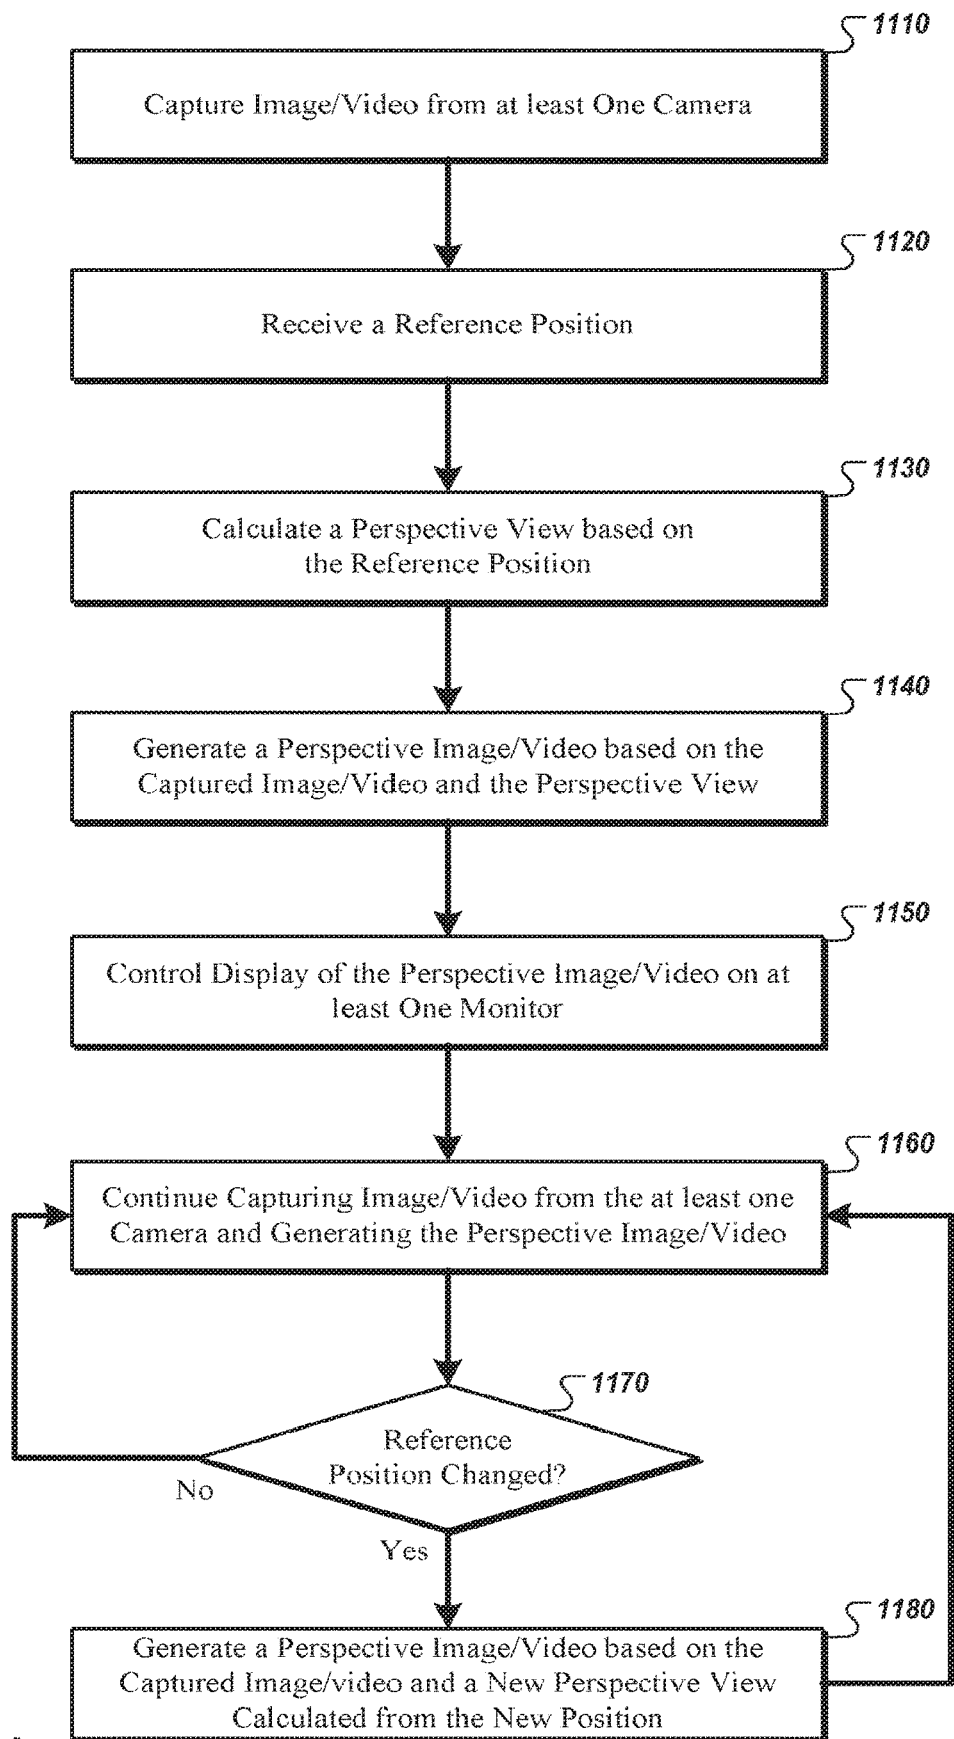 1110
Capture Image/Video from at least One Camera
1120
Receive a Reference Position
1130
Calculate a Perspective View based on
the Reference Position
1140
Generate a Perspective Image/Video based on the
Captured Image/Video and the Perspective View
1150
Control Display of the Perspective Image/Video on at
least One Monitor
1160
Continue Capturing Image/Video from the at least one
Camera and Generating the Perspective Image/Video
1170
Reference
Position Changed?
No
Yes
1180
Generate a Perspective Image/Video based on the
Captured Image/video and a New Perspective View
Calculated from the New Position